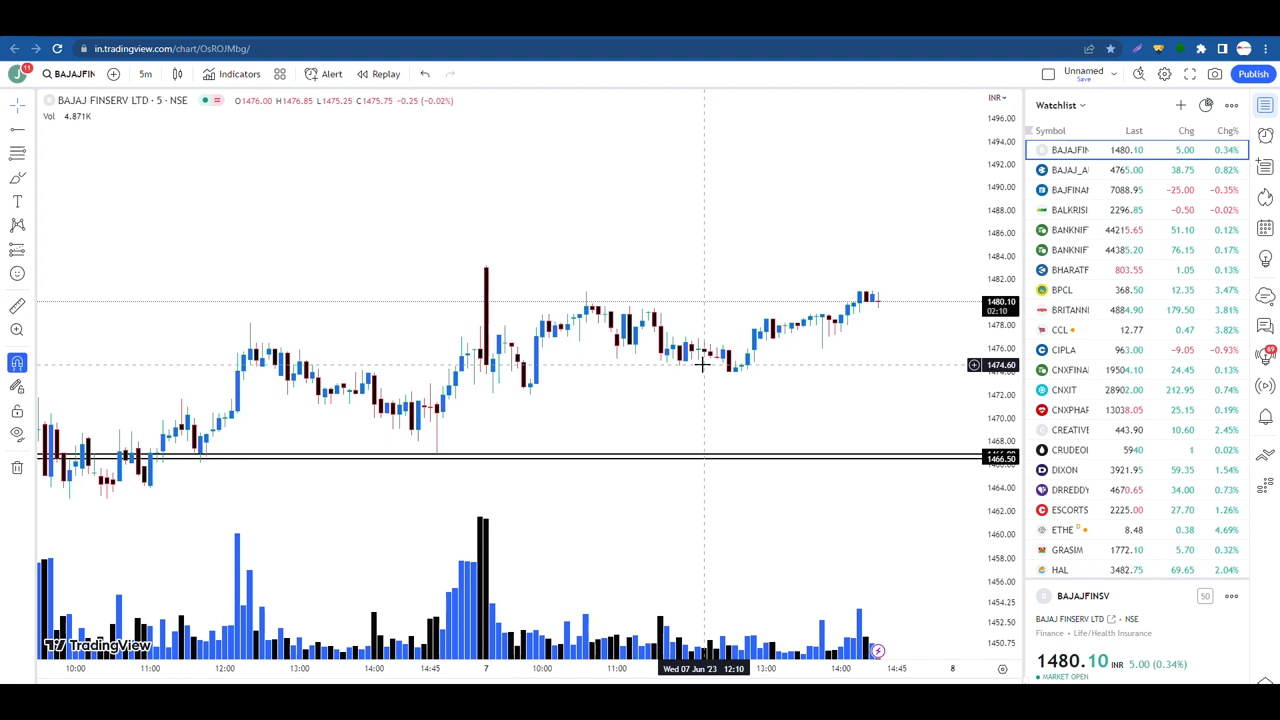 in.tradingview.com/chart/OsROJMbg/
J 11 BAJAJFIN 5m Indicators Alert Replay Unnamed Save Publish
BAJAJ FINSERV LTD · 5 · NSE O1476.00 H1476.85 L1475.25 C1475.75 −0.25 (−0.02%)
Vol 4.871K
INR
1496.00
1494.00
1492.00
1490.00
1488.00
1486.00
1484.00
1482.00
1480.10
02:10
1478.00
1476.00
1474.60
1472.00
1470.00
1468.00
1466.50
1464.00
1462.00
1460.00
1458.00
1456.00
1454.25
1452.50
1450.75
TradingView
10:00 11:00 12:00 13:00 14:00 14:45 7 10:00 11:00 Wed 07 Jun '23 12:10 13:00 14:00 14:45 8
Watchlist
Symbol Last Chg Chg%
BAJAJFIN 1480.10 5.00 0.34%
BAJAJ_A 4765.00 38.75 0.82%
BAJFINAN 7088.95 −25.00 −0.35%
BALKRISI 2296.85 −0.50 −0.02%
BANKNIF 44215.65 51.10 0.12%
BANKNIF 44385.20 76.15 0.17%
BHARATF 803.55 1.05 0.13%
BPCL 368.50 12.35 3.47%
BRITANNI 4884.90 179.50 3.81%
CCL 12.77 0.47 3.82%
CIPLA 963.00 −9.05 −0.93%
CNXFINAI 19504.10 24.45 0.13%
CNXIT 28902.00 212.95 0.74%
CNXPHAR 13038.05 25.15 0.19%
CREATIVE 443.90 10.60 2.45%
CRUDEOI 5940 1 0.02%
DIXON 3921.95 59.35 1.54%
DRREDDY 4670.65 34.00 0.73%
ESCORTS 2225.00 27.70 1.26%
ETHE D 8.48 0.38 4.69%
GRASIM 1772.10 5.70 0.32%
HAL 3482.75 69.65 2.04%
69
BAJAJFINSV 50
BAJAJ FINSERV LTD · NSE
Finance · Life/Health Insurance
1480.10 INR 5.00 (0.34%)
MARKET OPEN